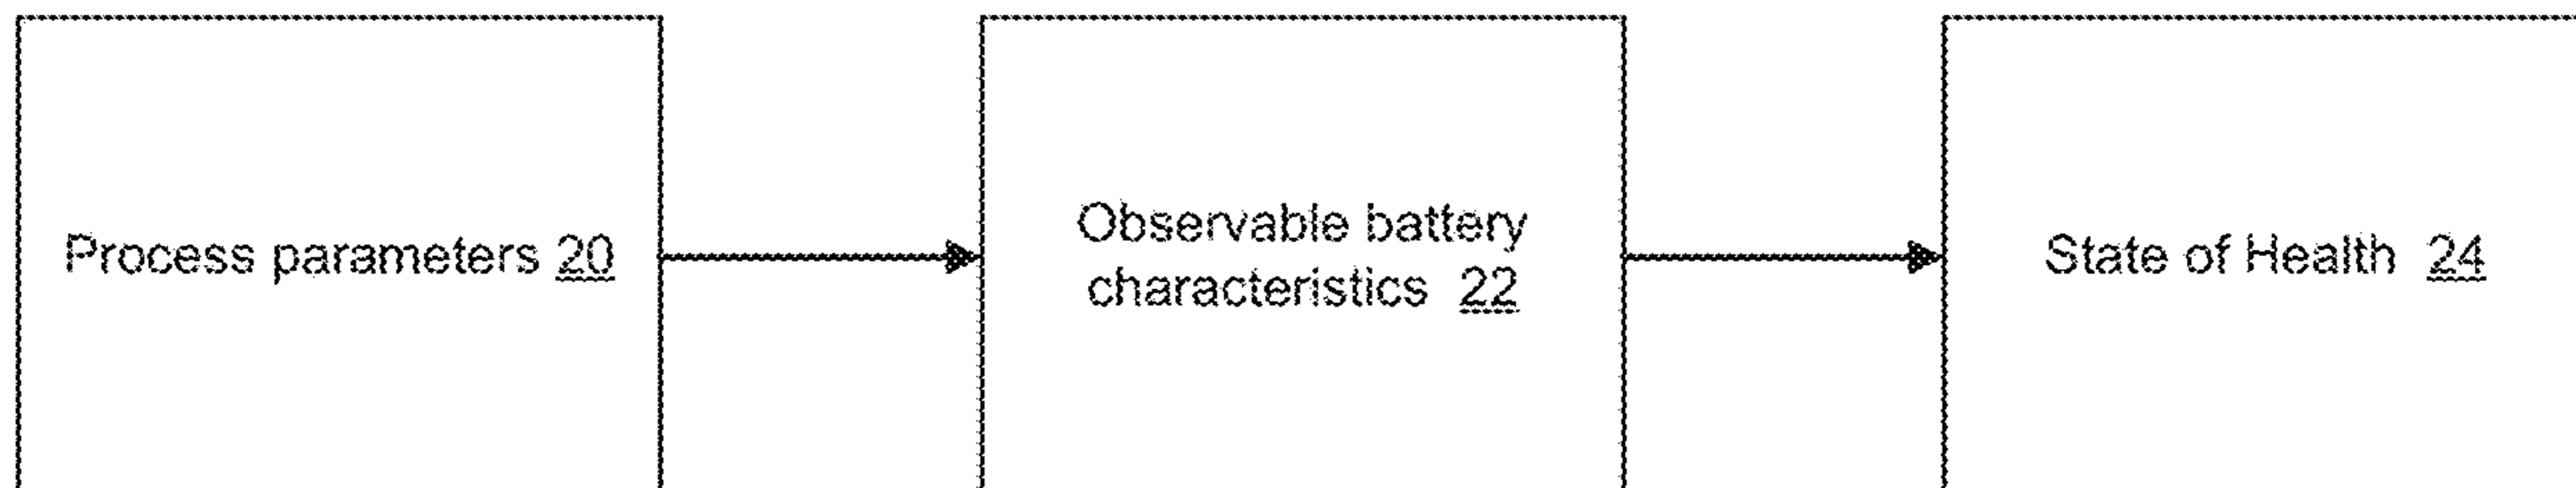 Process parameters 20
Observable battery
characteristics 22
State of Health 24